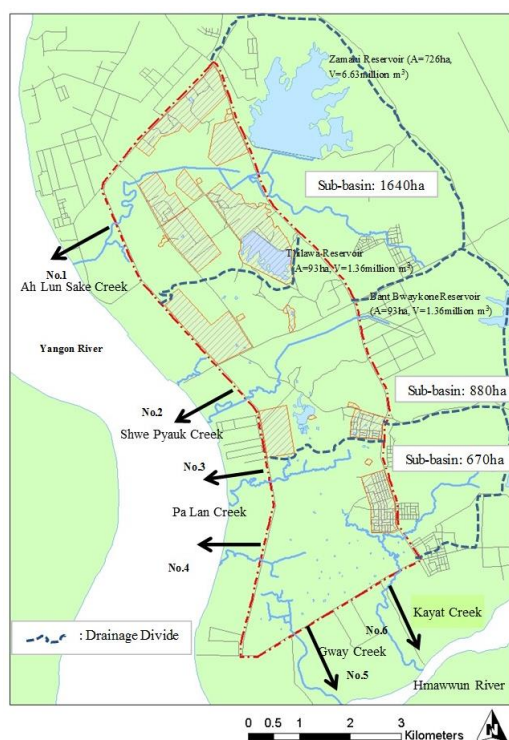 Zamani Reservoir (A=726ha,
V=6.63million m³)
Sub-basin: 1640ha
Thilawa-Reservoir
(A=93ha, V=1.36million m³)
No.1
Ah Lun Sake Creek
Bant Bwaykone Reservoir
(A=93ha, V=1.36million m³)
Yangon River
Sub-basin: 880ha
No.2
Shwe Pyauk Creek
Sub-basin: 670ha
No.3
Pa Lan Creek
No.4
Kayat Creek
No.6
: Drainage Divide
Gway Creek
No.5
Hmawwun River
N
0 0.5 1 2 3
Kilometers